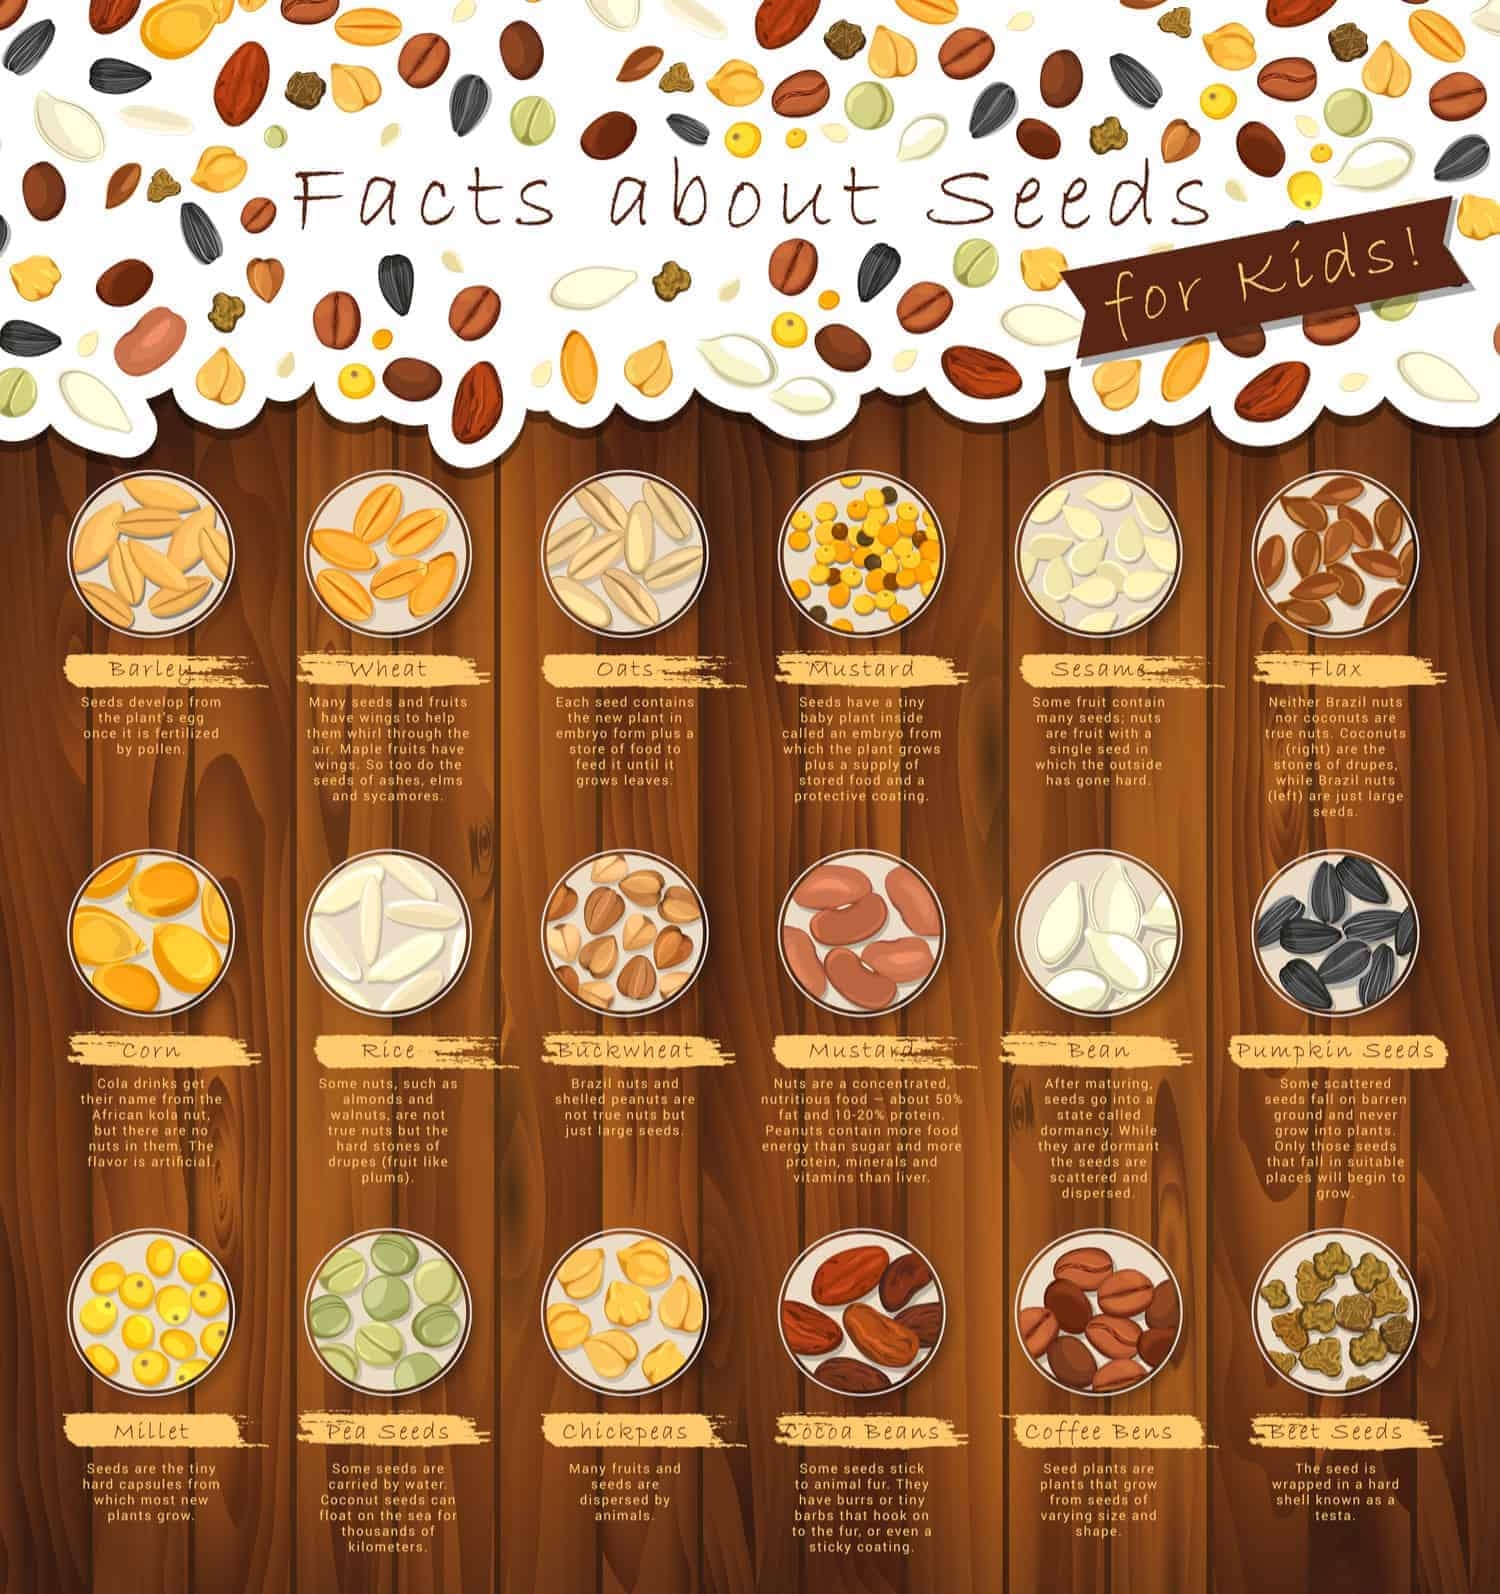 Facts about Seeds
for Kids!
Barley
Seeds develop from
the plant's egg
once it is fertilized
by pollen.
Wheat
Many seeds and fruits
have wings to help
them whirl through the
air. Maple fruits have
wings. So too do the
seeds of ashes, elms
and sycamores.
Oats
Each seed contains
the new plant in
embryo form plus a
store of food to
feed it until it
grows leaves.
Mustard
Seeds have a tiny
baby plant inside
called an embryo from
which the plant grows
plus a supply of
stored food and a
protective coating.
Sesame
Some fruit contain
many seeds; nuts
are fruit with a
single seed in
which the outside
has gone hard.
Flax
Neither Brazil nuts
nor coconuts are
true nuts. Coconuts
(right) are the
stones of drupes,
while Brazil nuts
(left) are just large
seeds.
Corn
Cola drinks get
their name from the
African kola nut,
but there are no
nuts in them. The
flavor is artificial.
Rice
Some nuts, such as
almonds and
walnuts, are not
true nuts but the
hard stones of
drupes (fruit like
plums).
Buckwheat
Brazil nuts and
shelled peanuts are
not true nuts but
just large seeds.
Mustard
Nuts are a concentrated,
nutritious food — about 50%
fat and 10-20% protein.
Peanuts contain more food
energy than sugar and more
protein, minerals and
vitamins than liver.
Bean
After maturing,
seeds go into a
state called
dormancy. While
they are dormant
the seeds are
scattered and
dispersed.
Pumpkin Seeds
Some scattered
seeds fall on barren
ground and never
grow into plants.
Only those seeds
that fall in suitable
places will begin to
grow.
Millet
Seeds are the tiny
hard capsules from
which most new
plants grow.
Pea Seeds
Some seeds are
carried by water.
Coconut seeds can
float on the sea for
thousands of
kilometers.
Chickpeas
Many fruits and
seeds are
dispersed by
animals.
Cocoa Beans
Some seeds stick
to animal fur. They
have burrs or tiny
barbs that hook on
to the fur, or even a
sticky coating.
Coffee Bens
Seed plants are
plants that grow
from seeds of
varying size and
shape.
Beet Seeds
The seed is
wrapped in a hard
shell known as a
testa.